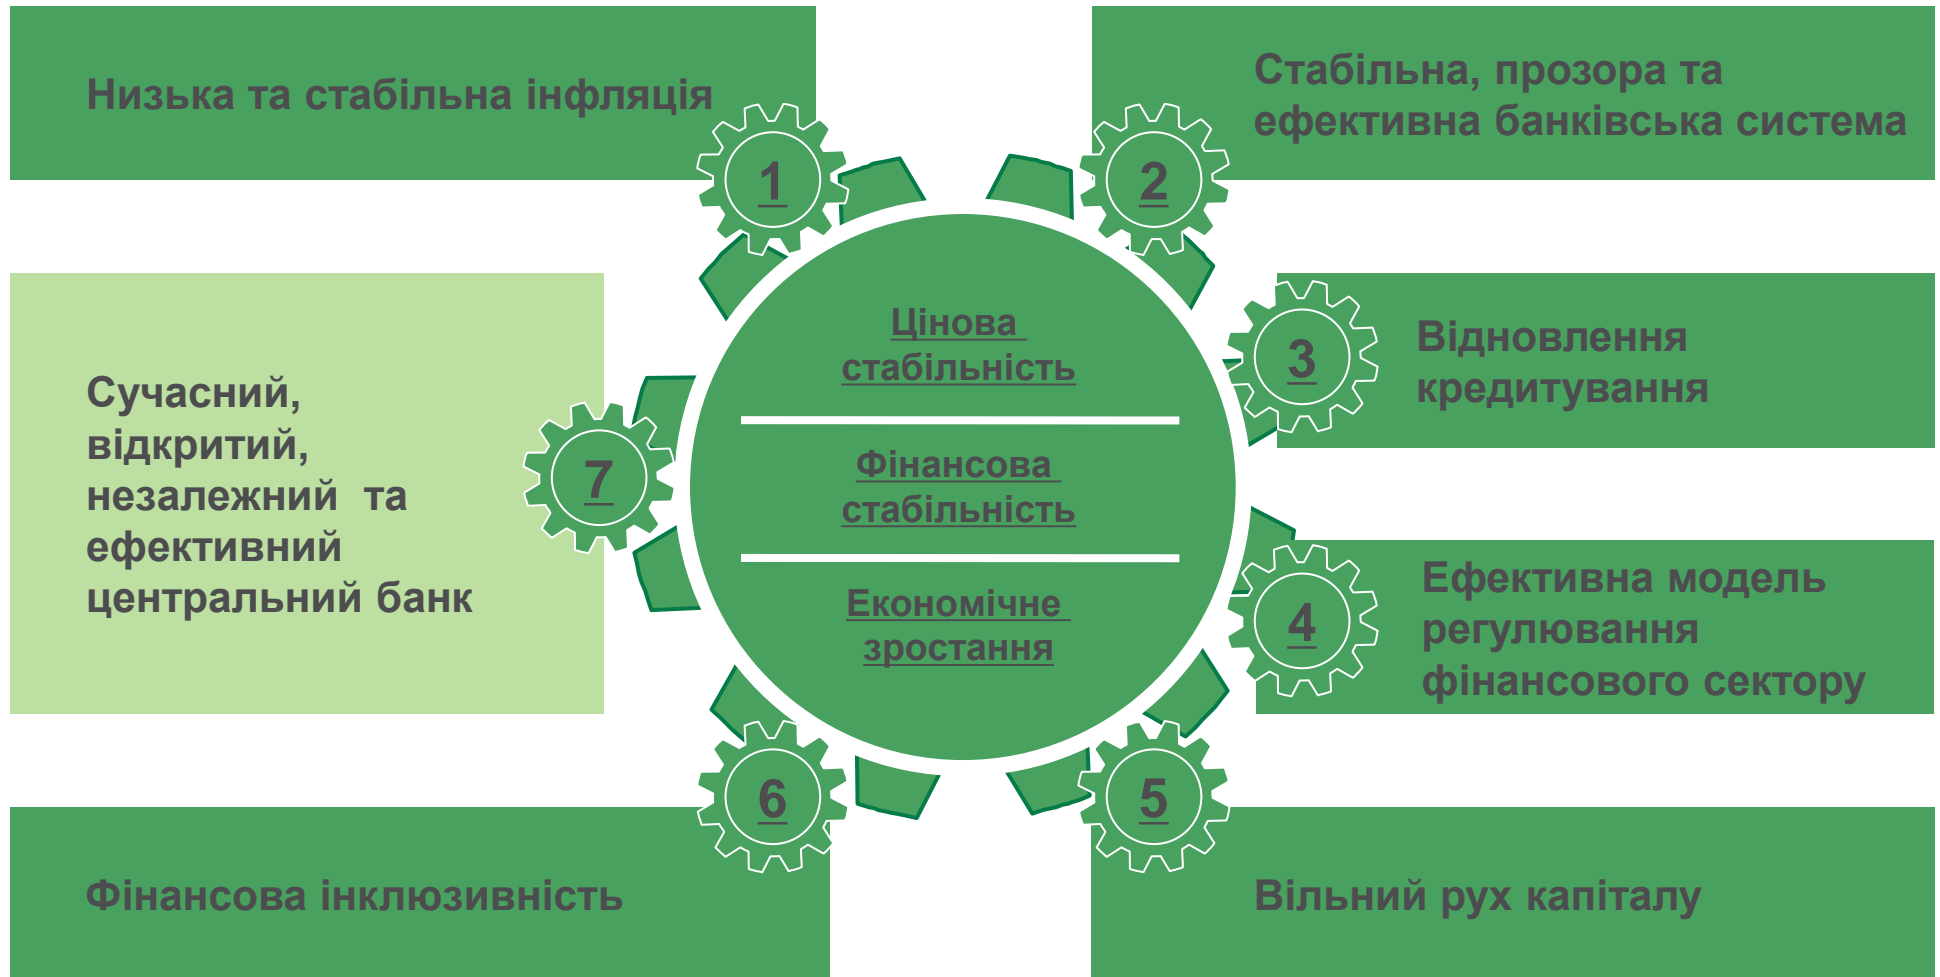 Низька та стабільна інфляція
1
Стабільна, прозора та
ефективна банківська система
2
3
Відновлення
кредитування
4
Ефективна модель
регулювання
фінансового сектору
5
Вільний рух капіталу
6
Фінансова інклюзивність
7
Сучасний,
відкритий,
незалежний та
ефективний
центральний банк
Цінова
стабільність
Фінансова
стабільність
Економічне
зростання